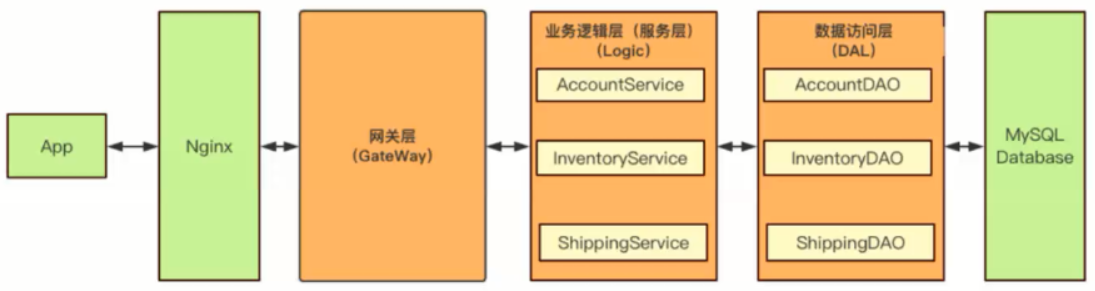 App
Nginx
网关层
（GateWay）
业务逻辑层（服务层）
（Logic）
AccountService
InventoryService
ShippingService
数据访问层
（DAL）
AccountDAO
InventoryDAO
ShippingDAO
MySQL
Database